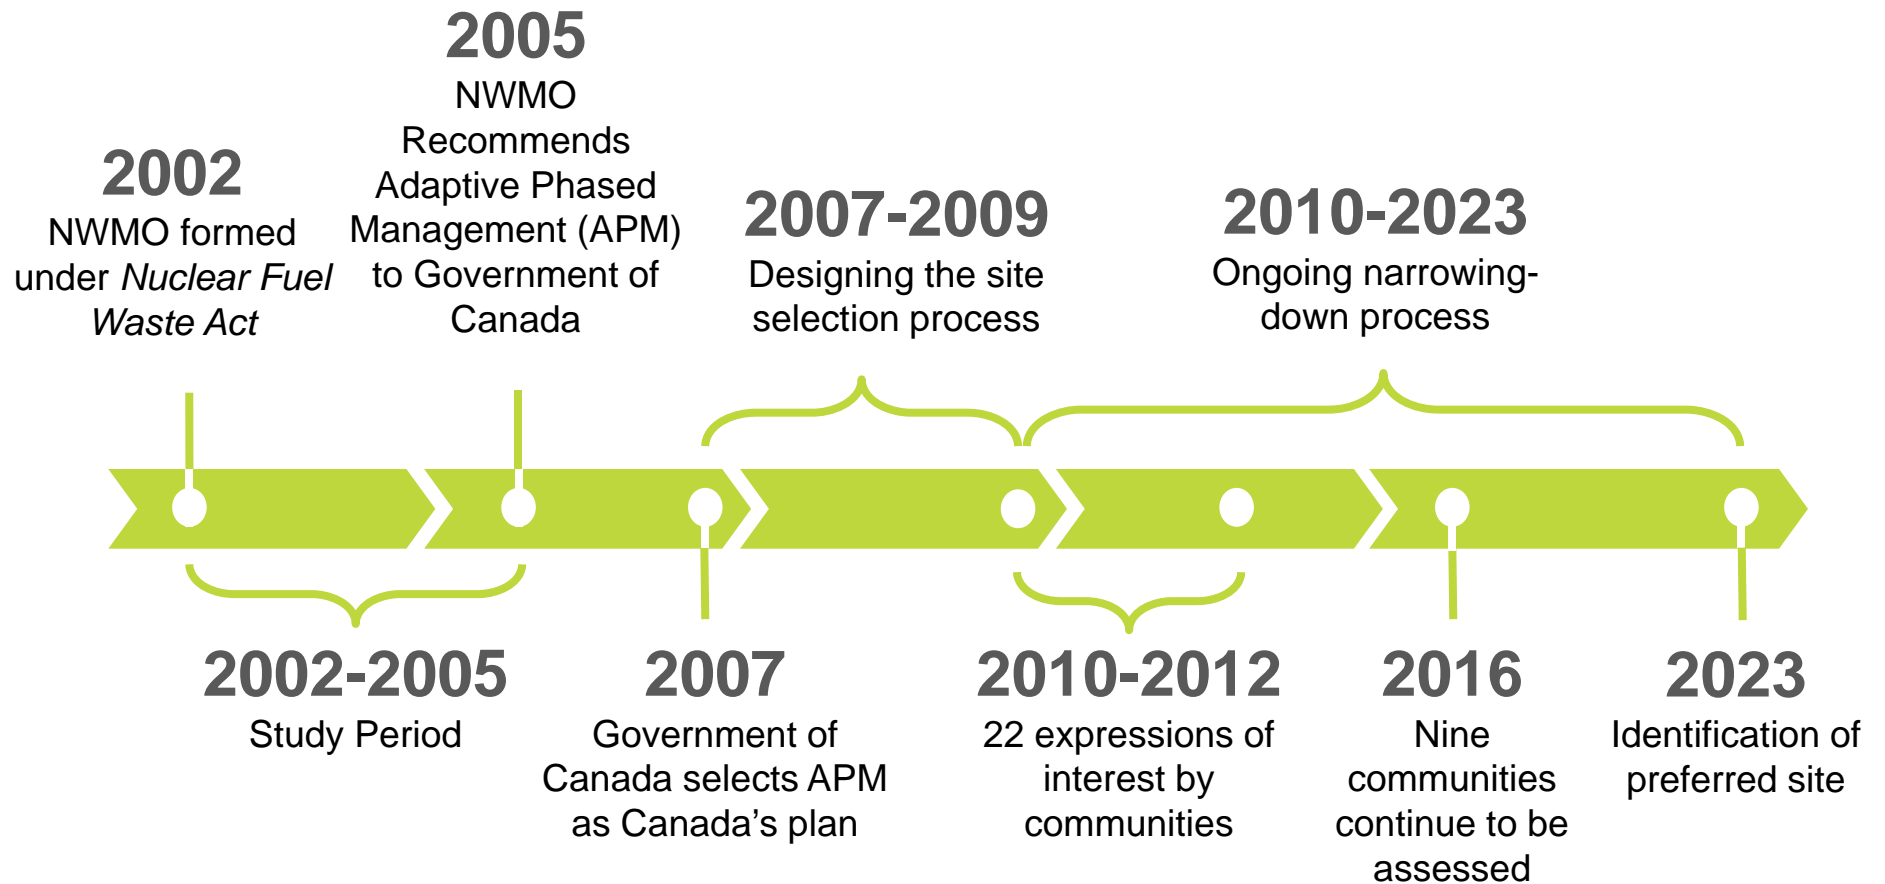 2002
NWMO formed
under Nuclear Fuel
Waste Act
2005
NWMO
Recommends
Adaptive Phased
Management (APM)
to Government of
Canada
2007-2009
Designing the site
selection process
2010-2023
Ongoing narrowing-
down process
2002-2005
Study Period
2007
Government of
Canada selects APM
as Canada’s plan
2010-2012
22 expressions of
interest by
communities
2016
Nine
communities
continue to be
assessed
2023
Identification of
preferred site